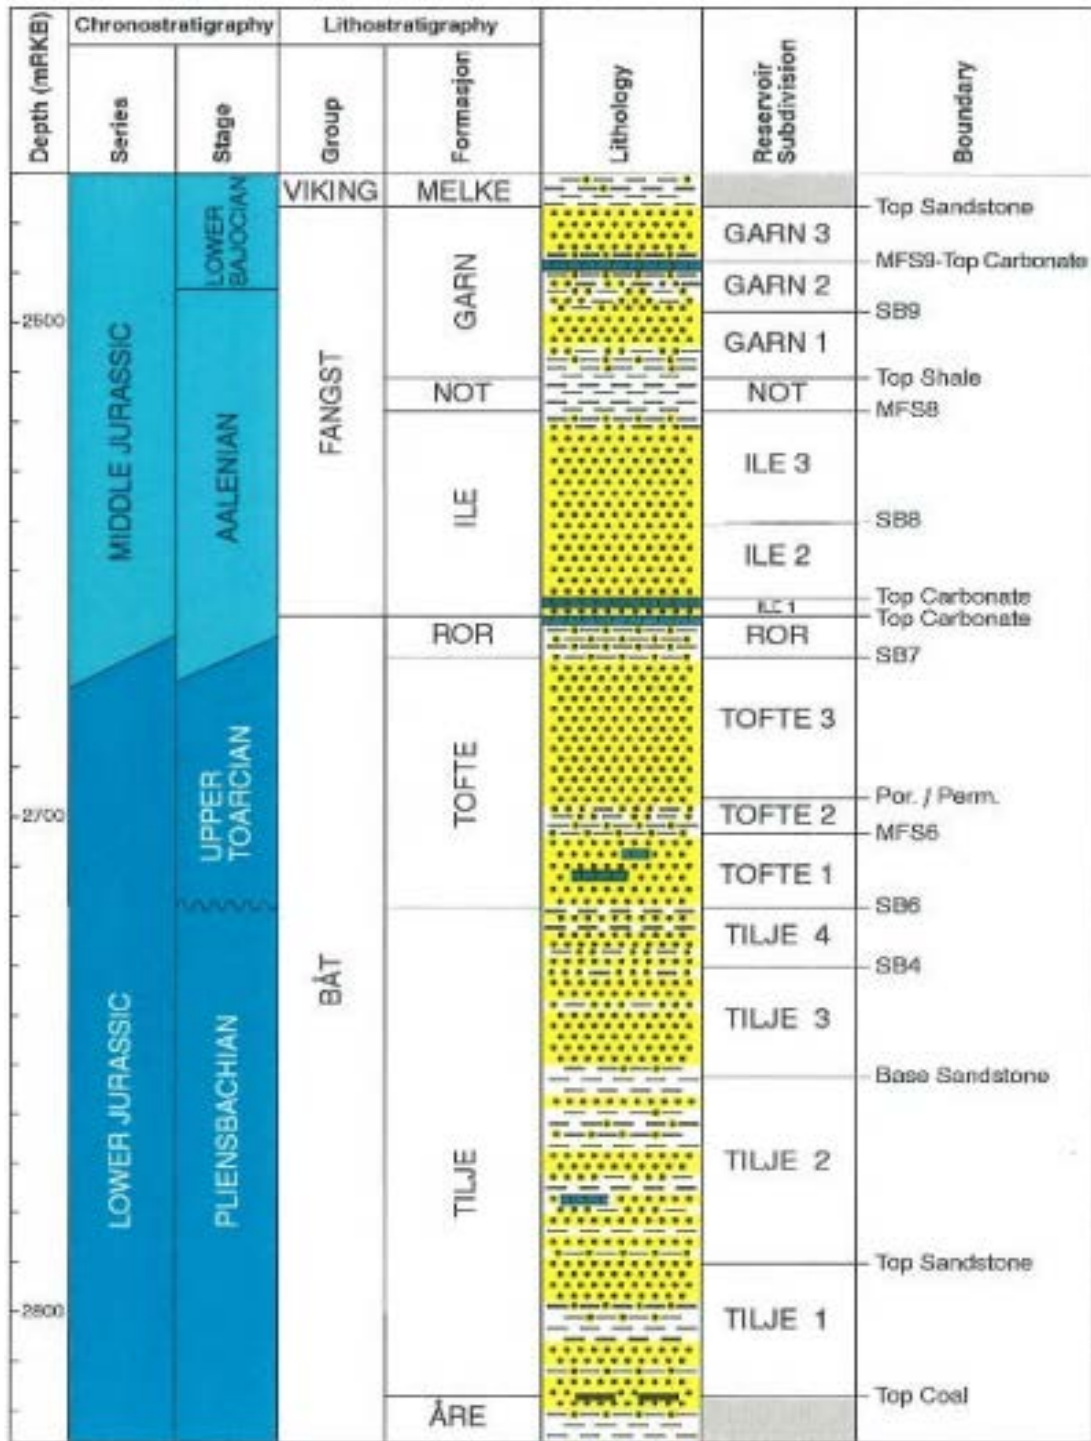 Depth (mRKB)
Chronostratigraphy
Lithostratigraphy
Series
Stage
Group
Formasjon
Lithology
Reservoir
Subdivision
Boundary
2600
2700
2800
MIDDLE JURASSIC
LOWER JURASSIC
LOWER
BAJOCIAN
AALENIAN
UPPER
TOARCIAN
PLIENSBACHIAN
VIKING
FANGST
BÅT
MELKE
GARN
NOT
ILE
ROR
TOFTE
TILJE
ÅRE
GARN 3
GARN 2
GARN 1
NOT
ILE 3
ILE 2
ILE 1
ROR
TOFTE 3
TOFTE 2
TOFTE 1
TILJE 4
TILJE 3
TILJE 2
TILJE 1
Top Sandstone
MFS9-Top Carbonate
SB9
Top Shale
MFS8
SB8
Top Carbonate
Top Carbonate
SB7
Por. / Perm.
MFS6
SB6
SB4
Base Sandstone
Top Sandstone
Top Coal